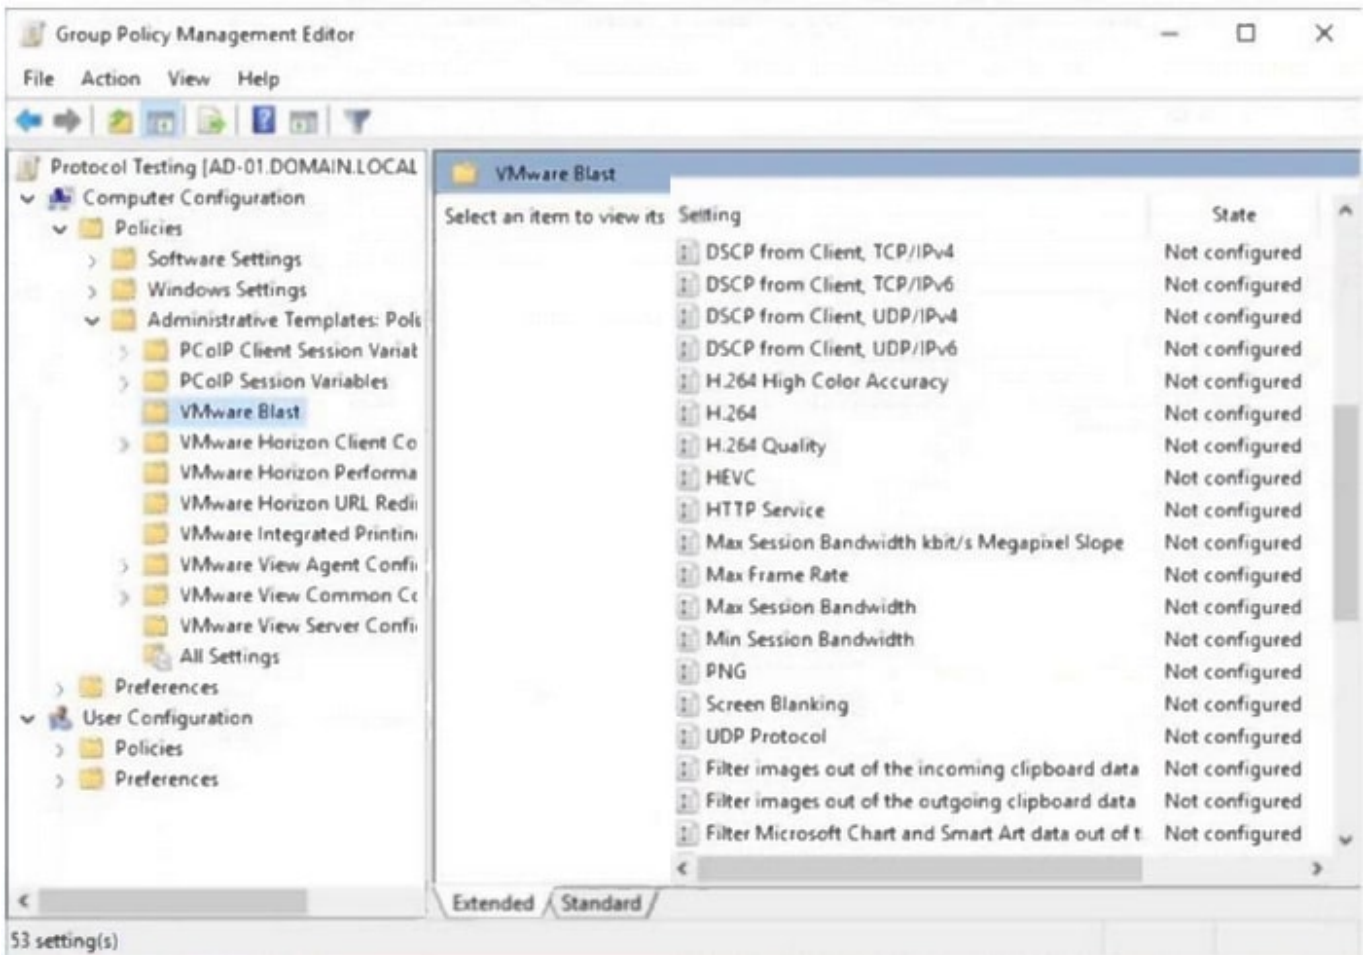 Group Policy Management Editor
File Action View Help
Protocol Testing [AD-01.DOMAIN.LOCAL
Computer Configuration
Policies
Software Settings
Windows Settings
Administrative Templates: Poli
PCoIP Client Session Variat
PCoIP Session Variables
VMware Blast
VMware Horizon Client Co
VMware Horizon Performa
VMware Horizon URL Redi
VMware Integrated Printin
VMware View Agent Confi
VMware View Common Co
VMware View Server Confi
All Settings
Preferences
User Configuration
Policies
Preferences
VMware Blast
Select an item to view its
Setting State
DSCP from Client, TCP/IPv4 Not configured
DSCP from Client, TCP/IPv6 Not configured
DSCP from Client, UDP/IPv4 Not configured
DSCP from Client, UDP/IPv6 Not configured
H.264 High Color Accuracy Not configured
H.264 Not configured
H.264 Quality Not configured
HEVC Not configured
HTTP Service Not configured
Max Session Bandwidth kbit/s Megapixel Slope Not configured
Max Frame Rate Not configured
Max Session Bandwidth Not configured
Min Session Bandwidth Not configured
PNG Not configured
Screen Blanking Not configured
UDP Protocol Not configured
Filter images out of the incoming clipboard data Not configured
Filter images out of the outgoing clipboard data Not configured
Filter Microsoft Chart and Smart Art data out of t Not configured
Extended Standard
53 setting(s)